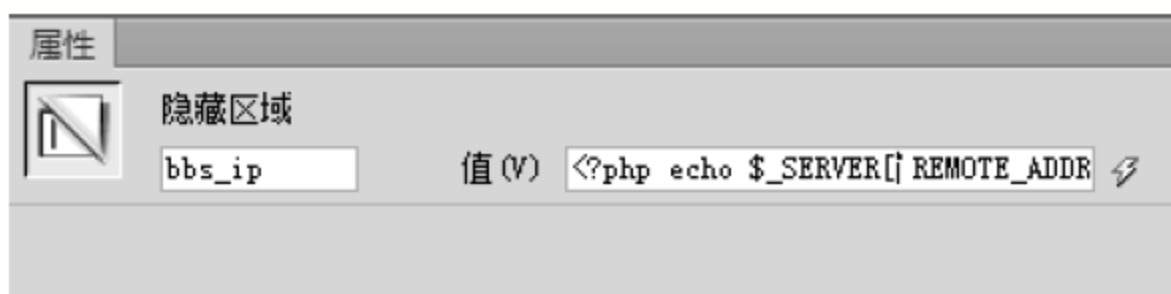 属性
隐藏区域
bbs_ip 值(V) <?php echo $_SERVER['REMOTE_ADDR